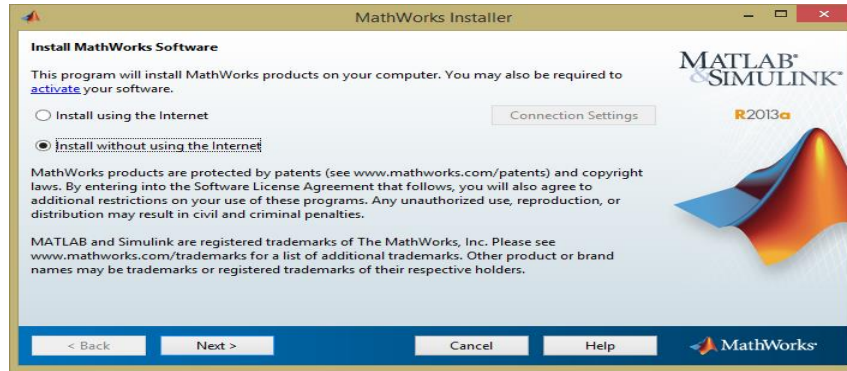 MathWorks Installer
Install MathWorks Software
This program will install MathWorks products on your computer. You may also be required to
activate your software.
Install using the Internet
Connection Settings
Install without using the Internet
MathWorks products are protected by patents (see www.mathworks.com/patents) and copyright
laws. By entering into the Software License Agreement that follows, you will also agree to
additional restrictions on your use of these programs. Any unauthorized use, reproduction, or
distribution may result in civil and criminal penalties.
MATLAB and Simulink are registered trademarks of The MathWorks, Inc. Please see
www.mathworks.com/trademarks for a list of additional trademarks. Other product or brand
names may be trademarks or registered trademarks of their respective holders.
MATLAB®
&SIMULINK®
R2013a
< Back
Next >
Cancel
Help
MathWorks®